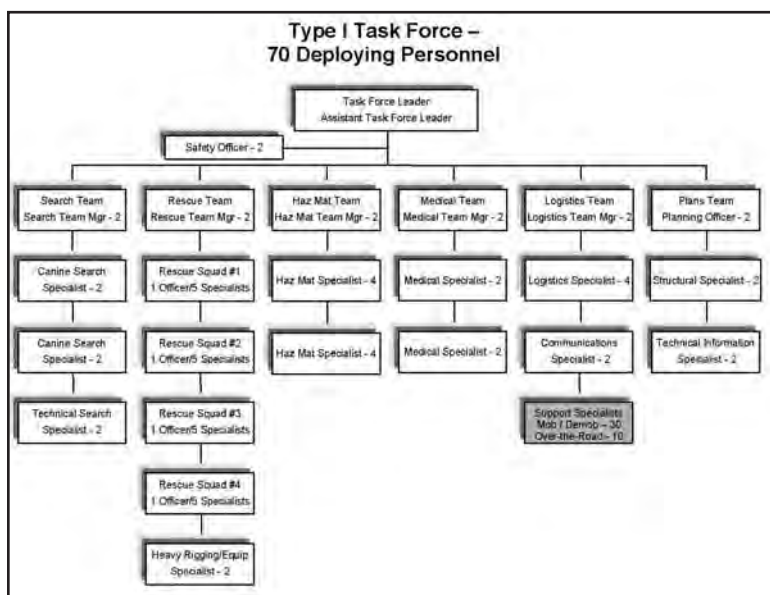 Type I Task Force –
70 Deploying Personnel
Task Force Leader
Assistant Task Force Leader
Safety Officer - 2
Search Team
Search Team Mgr - 2
Rescue Team
Rescue Team Mgr - 2
Haz Mat Team
Haz Mat Team Mgr - 2
Medical Team
Medical Team Mgr - 2
Logistics Team
Logistics Team Mgr - 2
Plans Team
Planning Officer - 2
Canine Search
Specialist - 2
Rescue Squad #1
1 Officer/5 Specialists
Haz Mat Specialist - 4
Medical Specialist - 2
Logistics Specialist - 4
Structural Specialist - 2
Canine Search
Specialist - 2
Rescue Squad #2
1 Officer/5 Specialists
Haz Mat Specialist - 4
Medical Specialist - 2
Communications
Specialist - 2
Technical Information
Specialist - 2
Technical Search
Specialist - 2
Rescue Squad #3
1 Officer/5 Specialists
Support Specialists
Mob / Demob – 30
Over-the-Road - 10
Rescue Squad #4
1 Officer/5 Specialists
Heavy Rigging/Equip
Specialist - 2